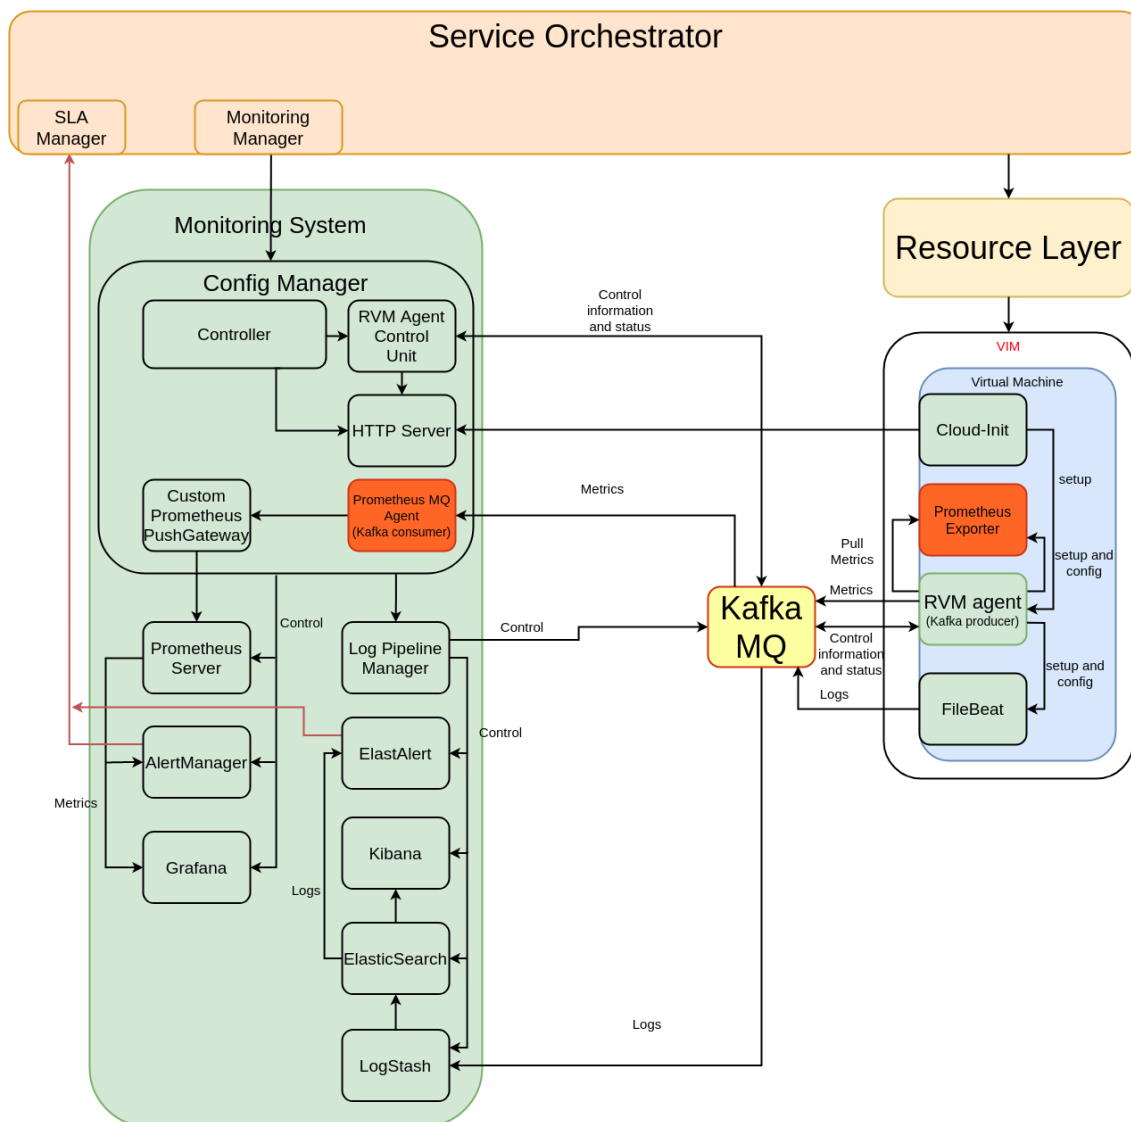 Service Orchestrator
SLA
Manager
Monitoring
Manager
Monitoring System
Config Manager
Controller
RVM Agent
Control
Unit
HTTP Server
Custom
Prometheus
PushGateway
Prometheus MQ
Agent
(Kafka consumer)
Control
information
and status
Metrics
Resource Layer
VIM
Virtual Machine
Cloud-Init
setup
Prometheus
Exporter
setup and
config
Pull
Metrics
Metrics
RVM agent
(Kafka producer)
Kafka
MQ
Control
information
and status
setup and
config
Logs
FileBeat
Control
Prometheus
Server
Log Pipeline
Manager
Control
Control
AlertManager
ElastAlert
Metrics
Grafana
Kibana
Logs
ElasticSearch
LogStash
Logs